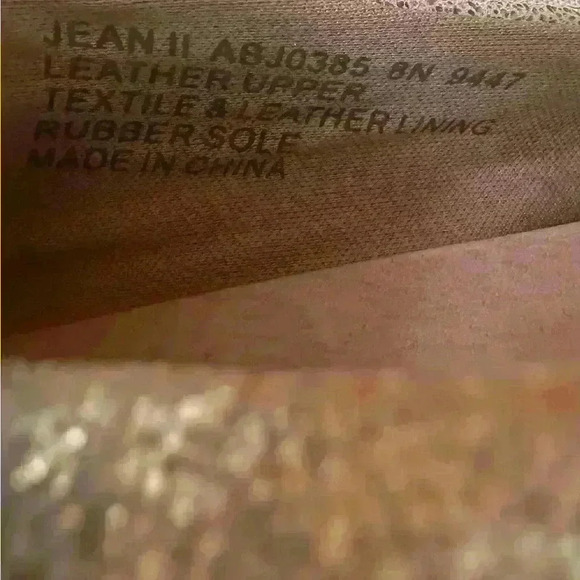 JEAN II ABJ0385 8N 9447
LEATHER UPPER
TEXTILE & LEATHER LINING
RUBBER SOLE
MADE IN CHINA